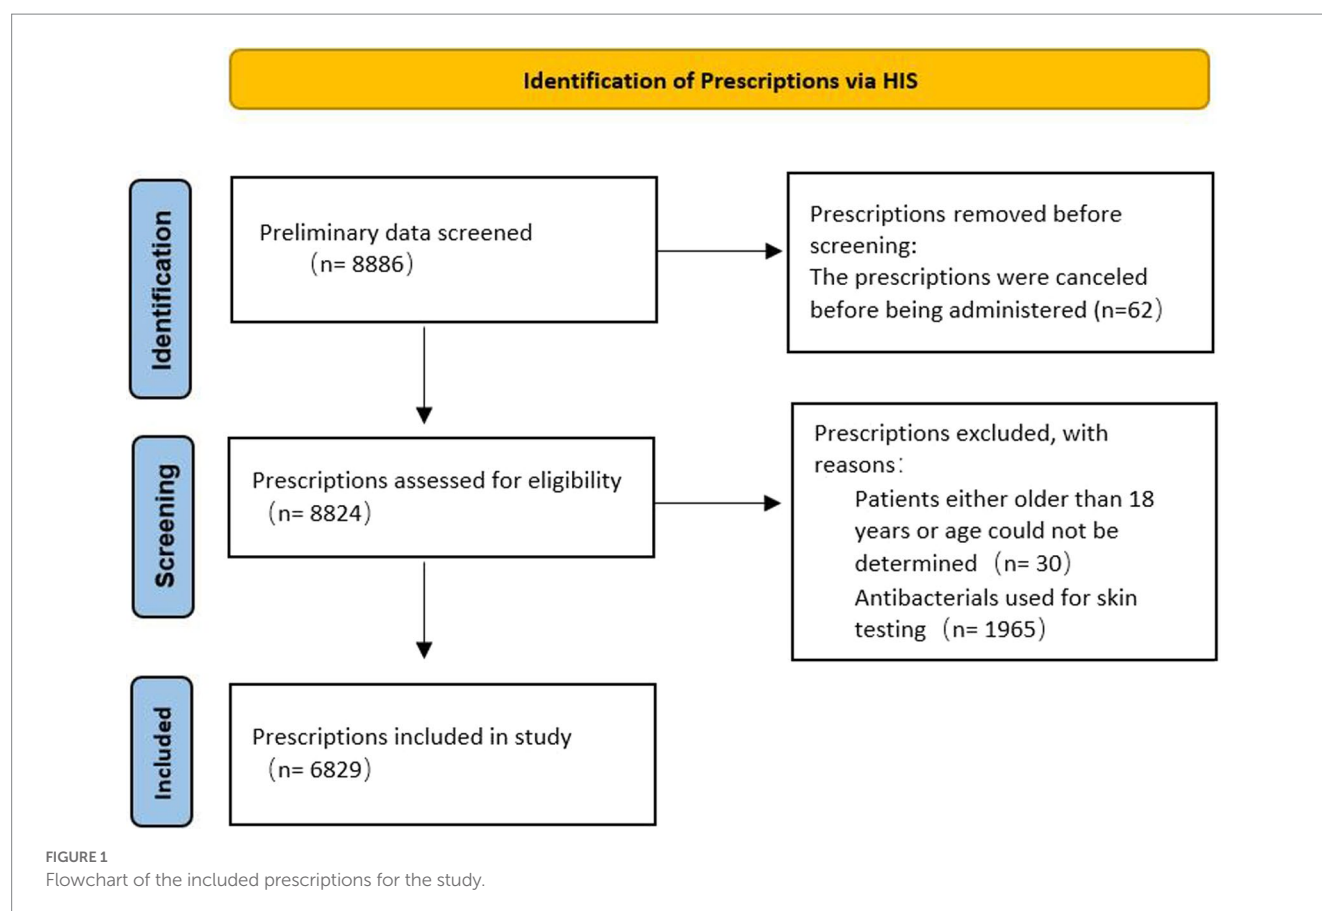 Identification of Prescriptions via HIS
Identification
Preliminary data screened
（n= 8886）
Prescriptions removed before
screening:
The prescriptions were canceled
before being administered (n=62）
Screening
Prescriptions assessed for eligibility
（n= 8824）
Prescriptions excluded, with
reasons：
Patients either older than 18
years or age could not be
determined（n= 30）
Antibacterials used for skin
testing（n= 1965）
Included
Prescriptions included in study
（n= 6829）
FIGURE 1
Flowchart of the included prescriptions for the study.